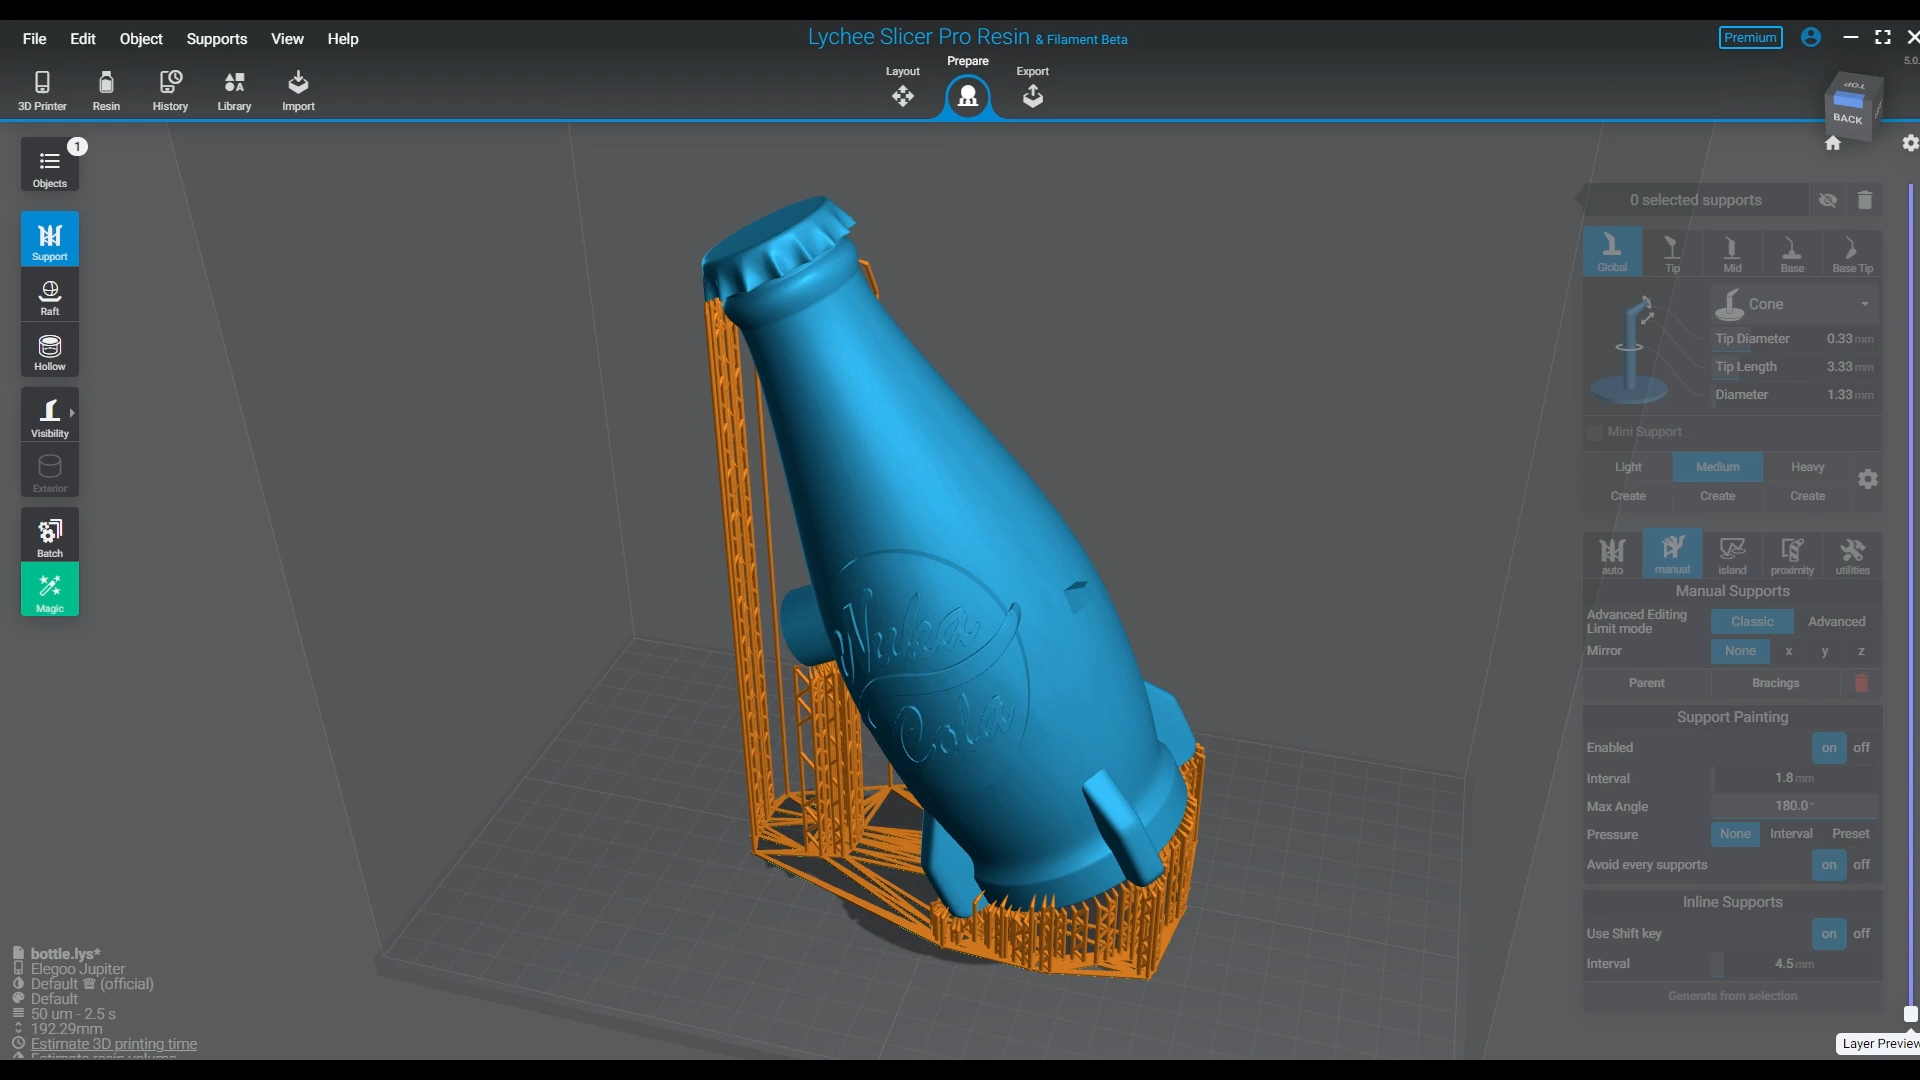 File Edit Object Supports View Help
Lychee Slicer Pro Resin & Filament Beta
Premium
5.0.
3D Printer Resin History Library Import
Layout Prepare Export
TOP
BACK
Objects 1
Support
Raft
Hollow
Visibility
Exterior
Batch
Magic
Nuka
Cola
0 selected supports
Global Tip Mid Base Base Tip
Cone
Tip Diameter 0.33 mm
Tip Length 3.33 mm
Diameter 1.33 mm
Mini Support
Light Medium Heavy
Create Create Create
auto manual island proximity utilities
Manual Supports
Advanced Editing
Limit mode Classic Advanced
Mirror None x y z
Parent Bracings
Support Painting
Enabled on off
Interval 1.8 mm
Max Angle 180.0 °
Pressure None Interval Preset
Avoid every supports on off
Inline Supports
Use Shift key on off
Interval 4.5 mm
Generate from selection
Layer Preview
bottle.lys*
Elegoo Jupiter
Default (official)
Default
50 um - 2.5 s
192.29mm
Estimate 3D printing time
Estimate resin volume